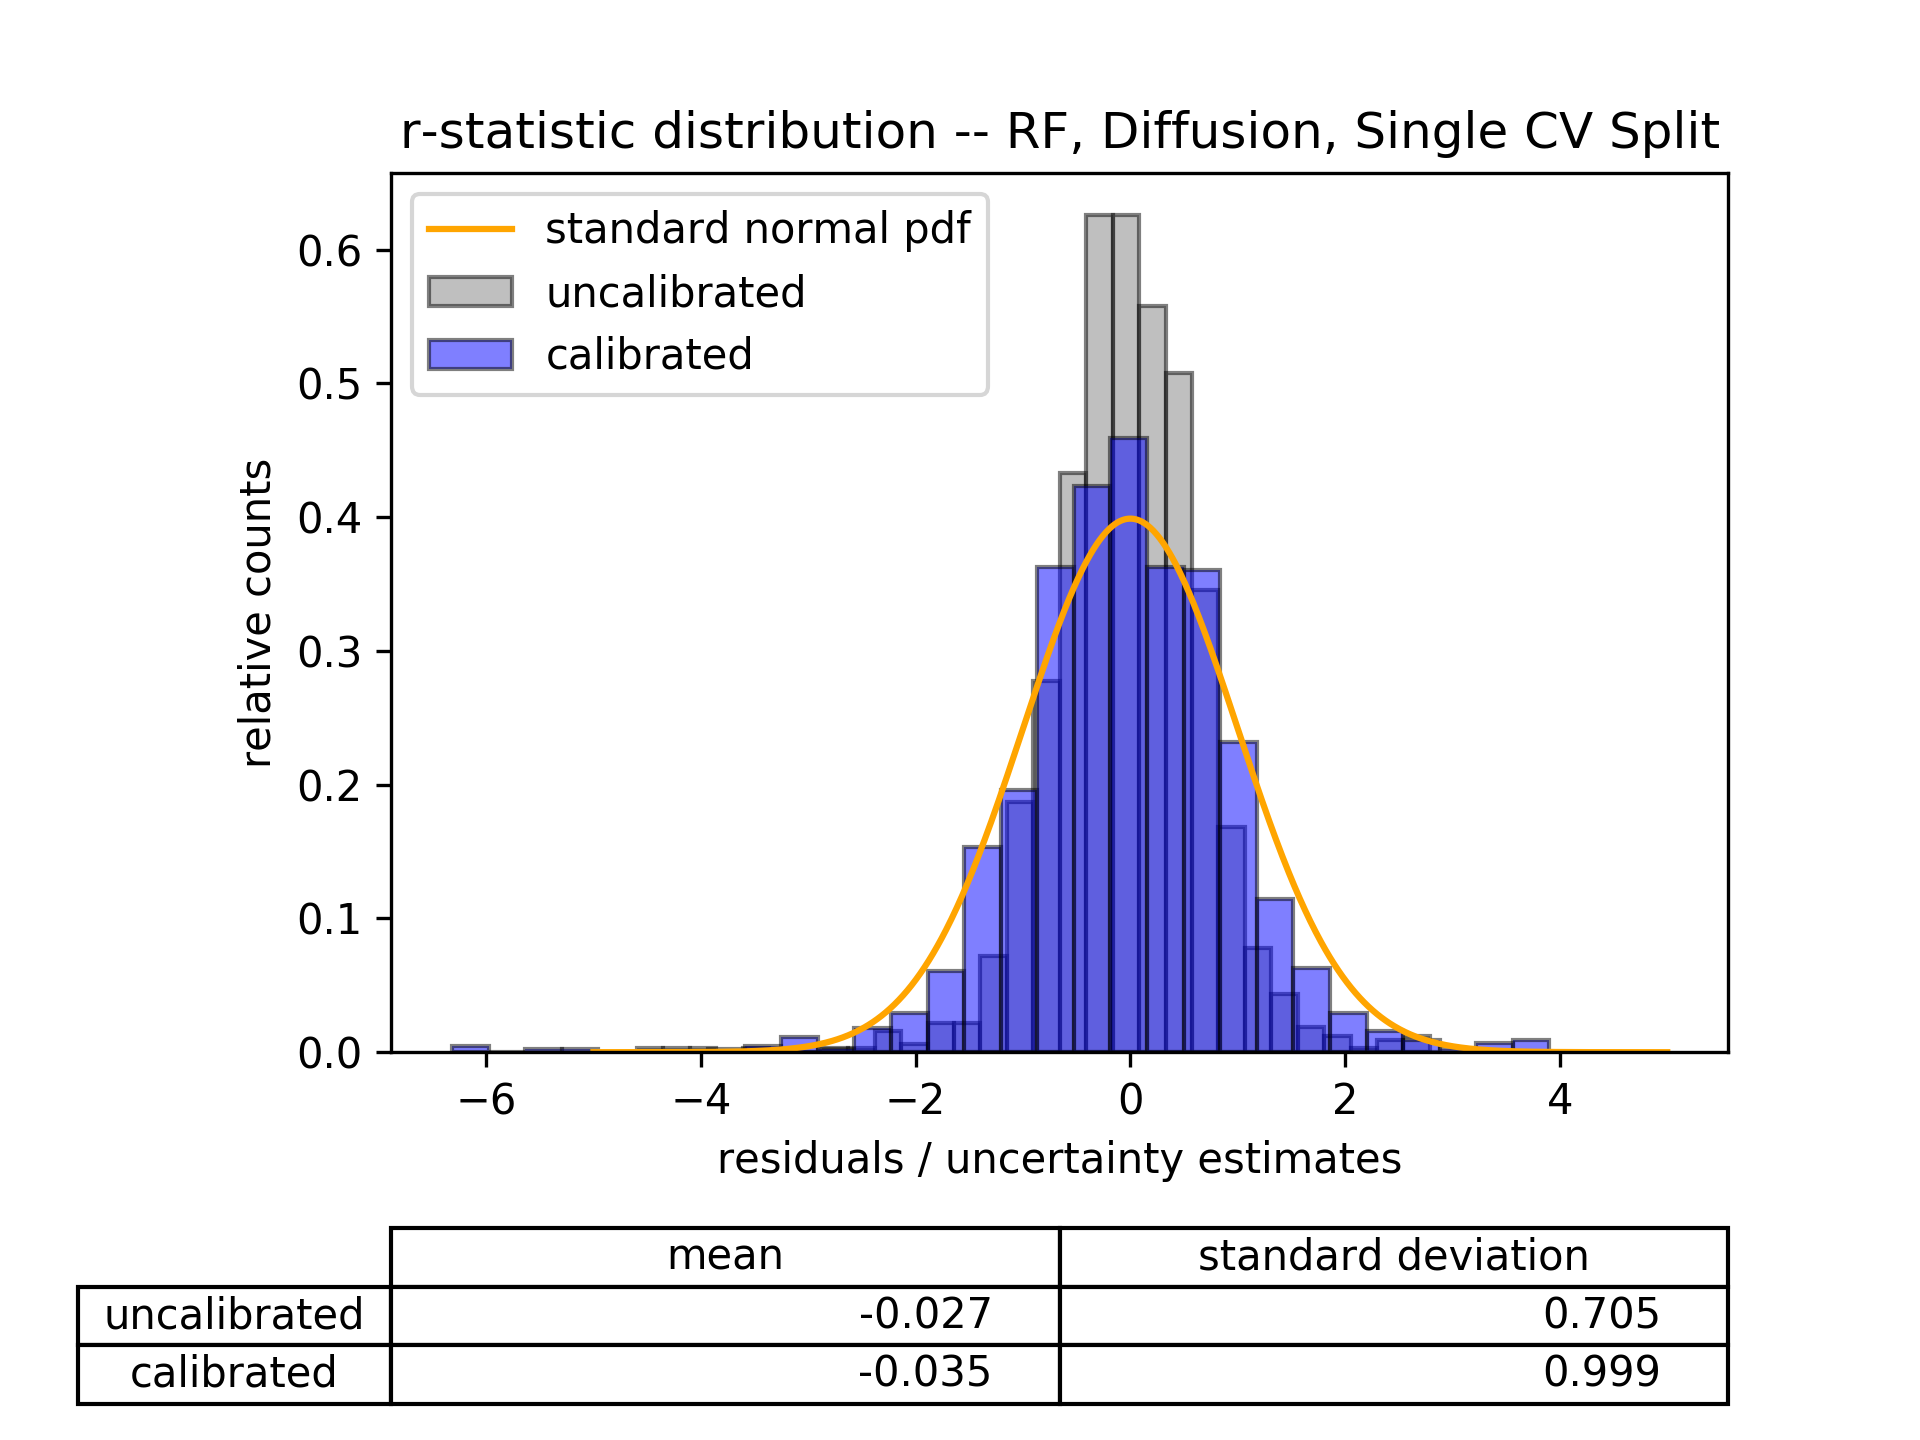 r-statistic distribution -- RF, Diffusion, Single CV Split
standard normal pdf
uncalibrated
calibrated
relative counts
0.6
0.5
0.4
0.3
0.2
0.1
0.0
−6 −4 −2 0 2 4
residuals / uncertainty estimates
mean standard deviation
uncalibrated -0.027 0.705
calibrated -0.035 0.999